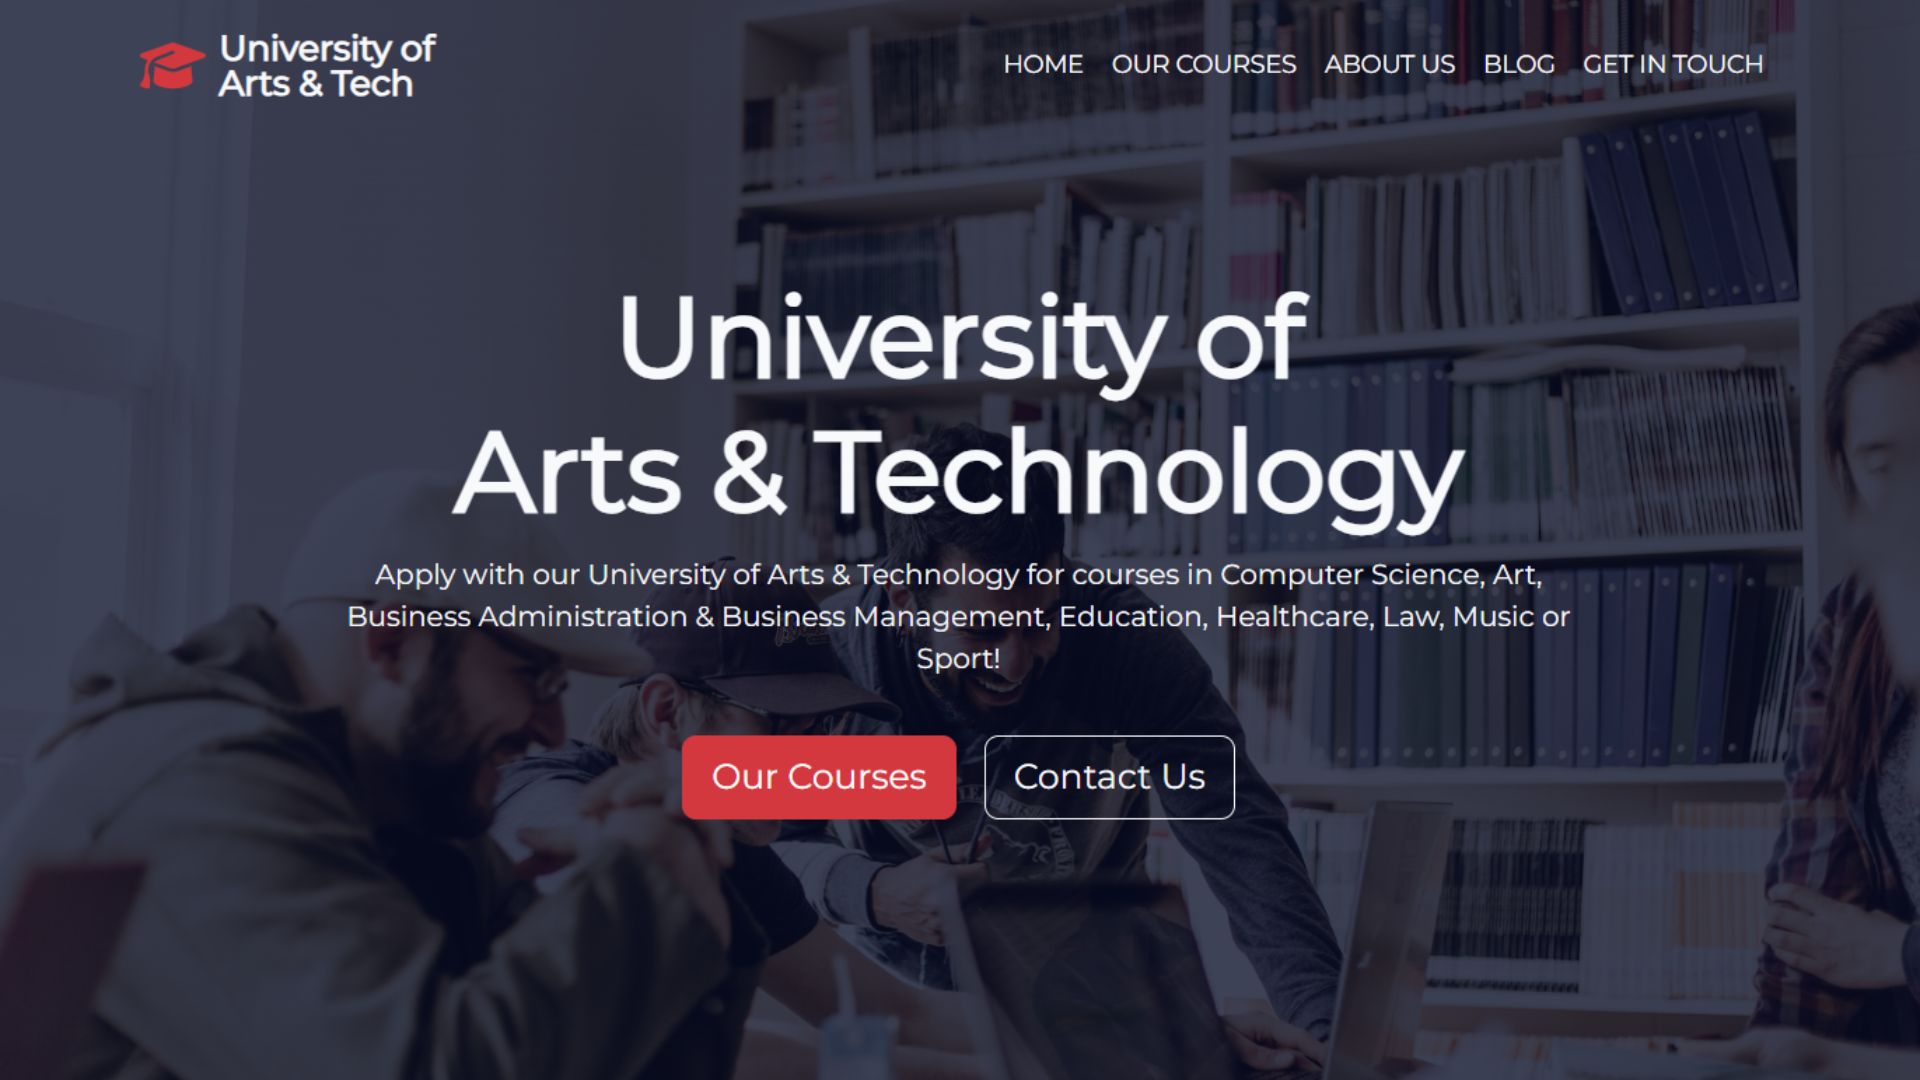 University of
Arts & Tech
HOME OUR COURSES ABOUT US BLOG GET IN TOUCH
University of
Arts & Technology
Apply with our University of Arts & Technology for courses in Computer Science, Art,
Business Administration & Business Management, Education, Healthcare, Law, Music or
Sport!
Our Courses Contact Us